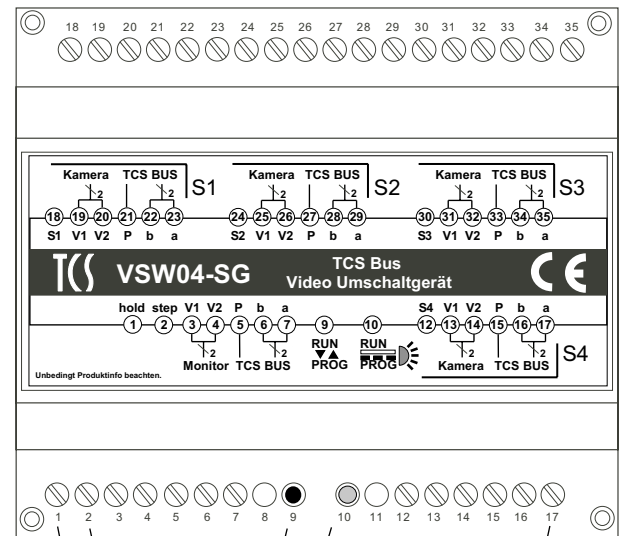 18 19 20 21 22 23 24 25 26 27 28 29 30 31 32 33 34 35
Kamera TCS BUS S1 Kamera TCS BUS S2 Kamera TCS BUS S3
2 2 2 2 2 2
18 19 20 21 22 23 24 25 26 27 28 29 30 31 32 33 34 35
S1 V1 V2 P b a S2 V1 V2 P b a S3 V1 V2 P b a
TCS VSW04-SG TCS Bus CE
Video Umschaltgerät
hold step V1 V2 P b a S4 V1 V2 P b a
1 2 3 4 5 6 7 9 10 12 13 14 15 16 17
2 2 RUN RUN 2 2 S4
Monitor TCS BUS PROG PROG Kamera TCS BUS
Unbedingt Produktinfo beachten.
1 2 3 4 5 6 7 8 9 10 11 12 13 14 15 16 17